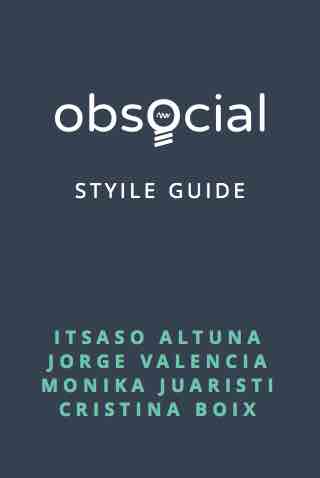 obsocial
STYILE GUIDE
ITSASO ALTUNA
JORGE VALENCIA
MONIKA JUARISTI
CRISTINA BOIX